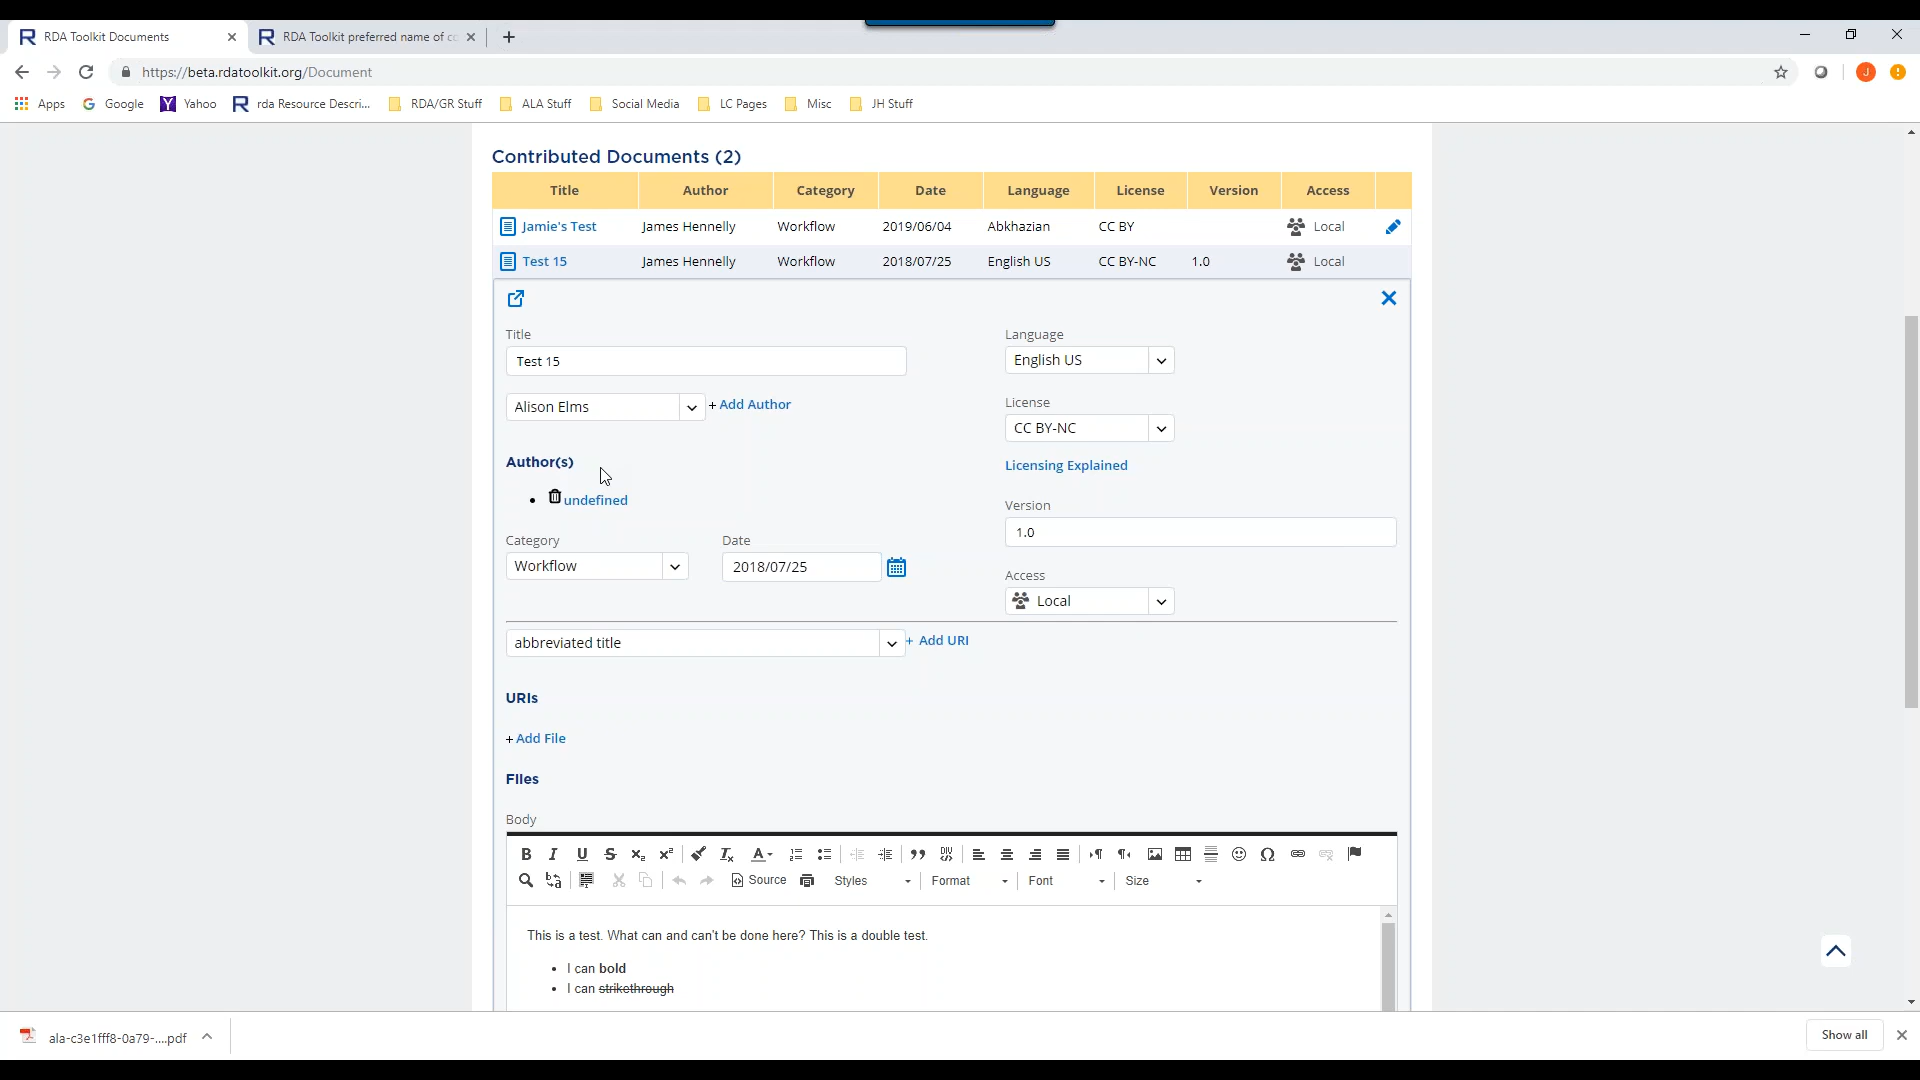 RDA Toolkit Documents
RDA Toolkit preferred name of cc
https://beta.rdatoolkit.org/Document
J
Apps
Google
Yahoo
rda Resource Descri...
RDA/GR Stuff
ALA Stuff
Social Media
LC Pages
Misc
JH Stuff
Contributed Documents (2)
Title Author Category Date Language License Version Access
Jamie's Test James Hennelly Workflow 2019/06/04 Abkhazian CC BY Local
Test 15 James Hennelly Workflow 2018/07/25 English US CC BY-NC 1.0 Local
Title
Test 15
Alison Elms
+ Add Author
Author(s)
• undefined
Category
Workflow
Date
2018/07/25
Language
English US
License
CC BY-NC
Licensing Explained
Version
1.0
Access
Local
abbreviated title
+ Add URI
URIs
+ Add File
Files
Body
Source
Styles
Format
Font
Size
This is a test. What can and can't be done here? This is a double test.
• I can bold
• I can strikethrough
ala-c3e1fff8-0a79-....pdf
Show all